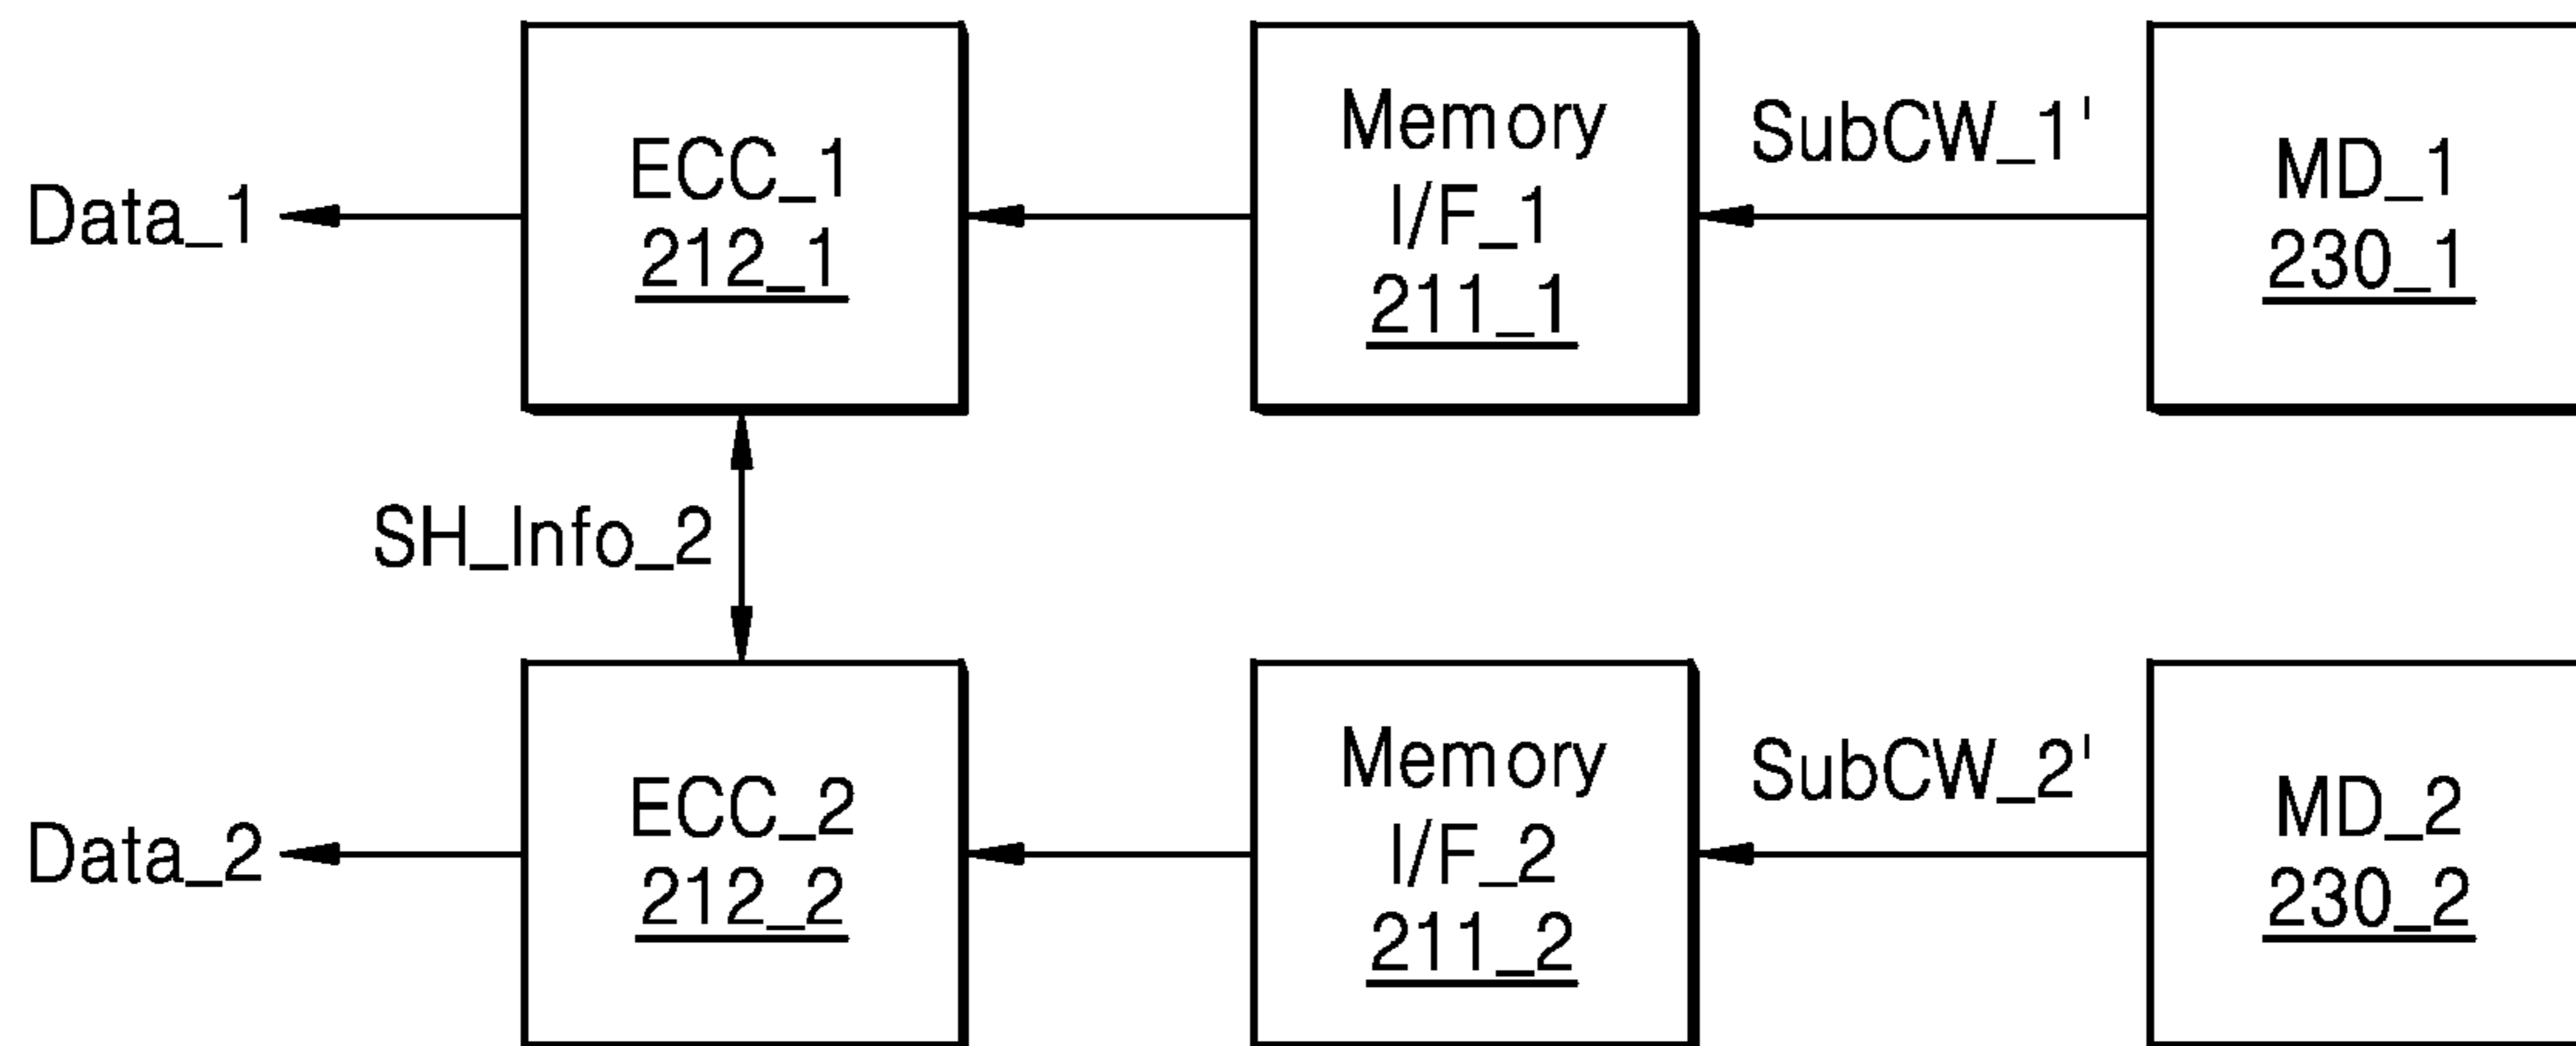 Data_1
ECC_1
212_1
Memory
I/F_1
211_1
SubCW_1'
MD_1
230_1
SH_Info_2
Data_2
ECC_2
212_2
Memory
I/F_2
211_2
SubCW_2'
MD_2
230_2